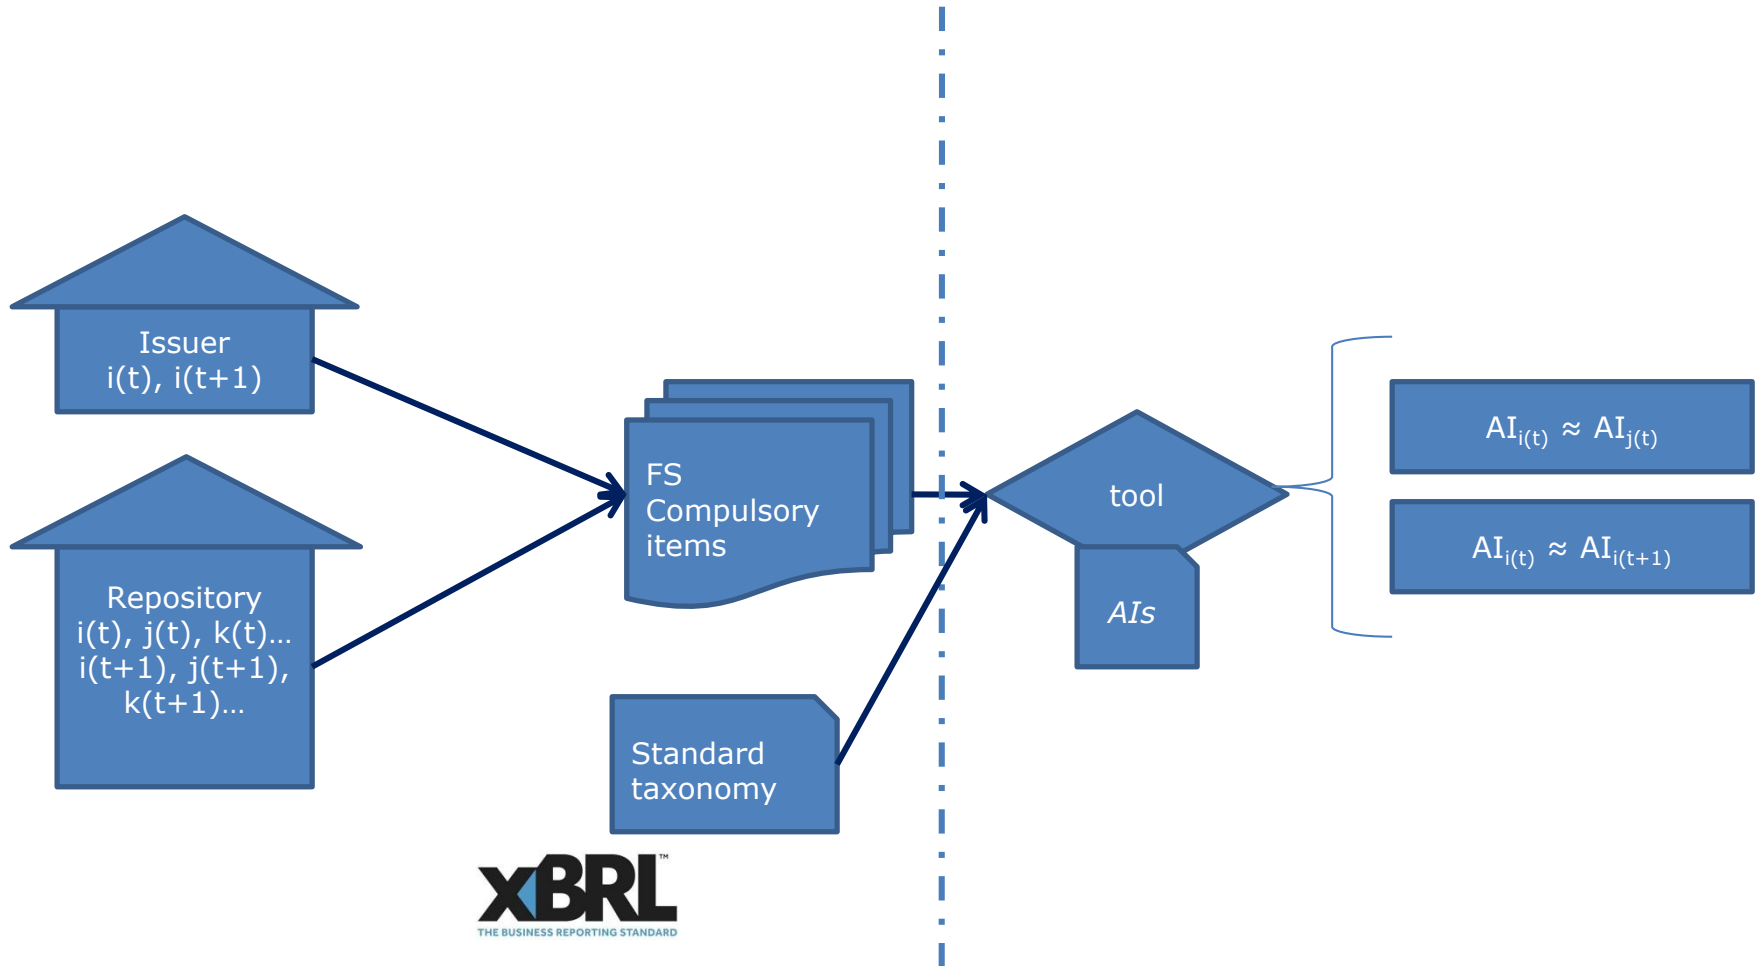 Issuer
i(t), i(t+1)
Repository
i(t), j(t), k(t)...
i(t+1), j(t+1),
k(t+1)...
FS
Compulsory
items
Standard
taxonomy
xBRL™
THE BUSINESS REPORTING STANDARD
tool
AIs
AIi(t) ≈ AIj(t)
AIi(t) ≈ AIi(t+1)